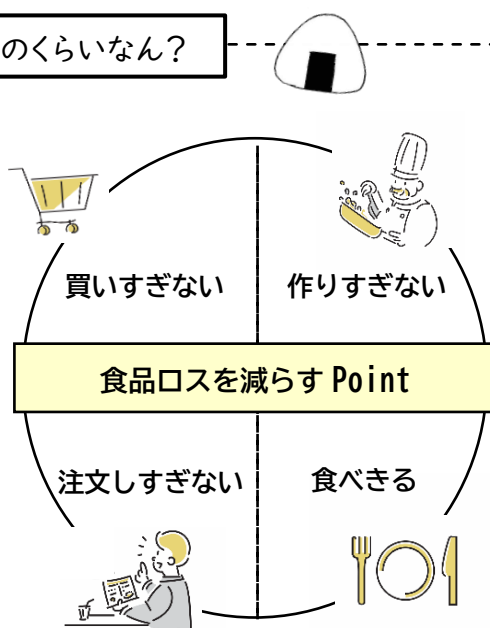 のくらいなん？
買いすぎない
作りすぎない
食品ロスを減らす Point
注文しすぎない
食べきる